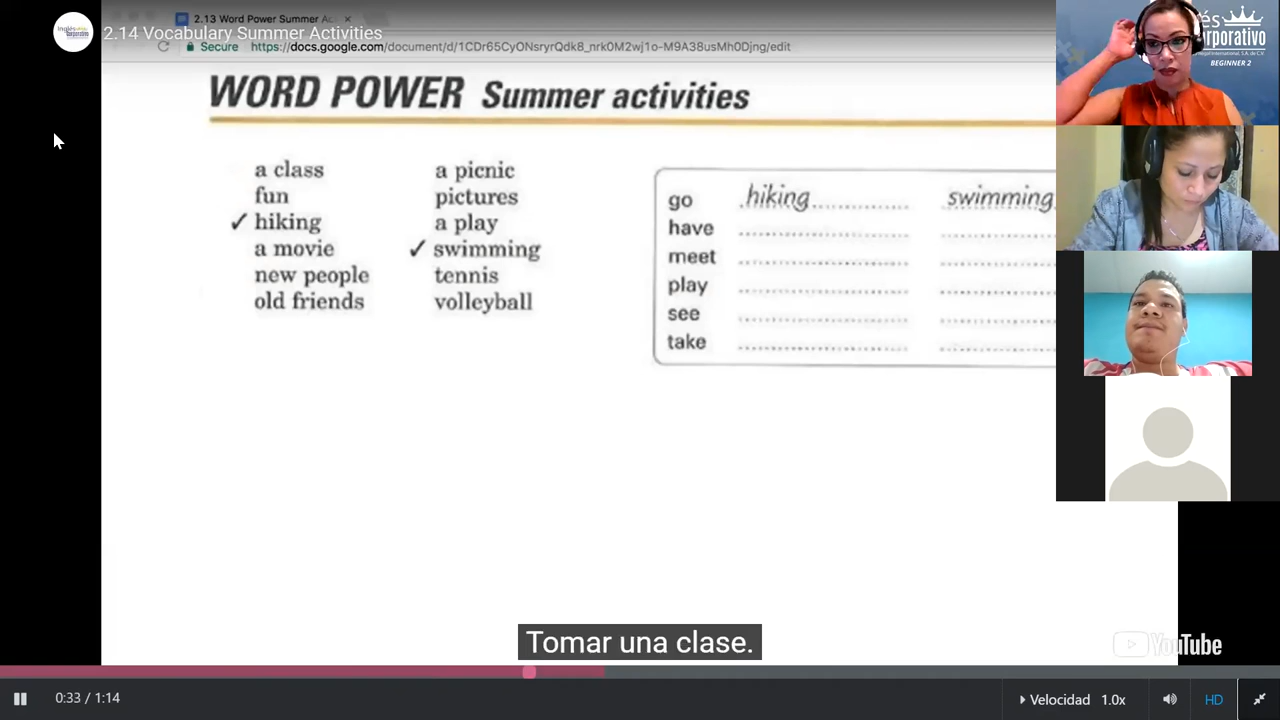 2.13 Word Power Summer Ac
2.14 Vocabulary Summer Activities
Secure https://docs.google.com/document/d/1CDr65CyONsryrQdk8_nrk0M2wj1o-M9A38usMh0Djng/edit
WORD POWER Summer activities
a class
fun
✓ hiking
a movie
new people
old friends
a picnic
pictures
a play
✓ swimming
tennis
volleyball
go hiking swimming
have
meet
play
see
take
Tomar una clase.
YouTube
0:33 / 1:14
Velocidad 1.0x
HD
BEGINNER 2